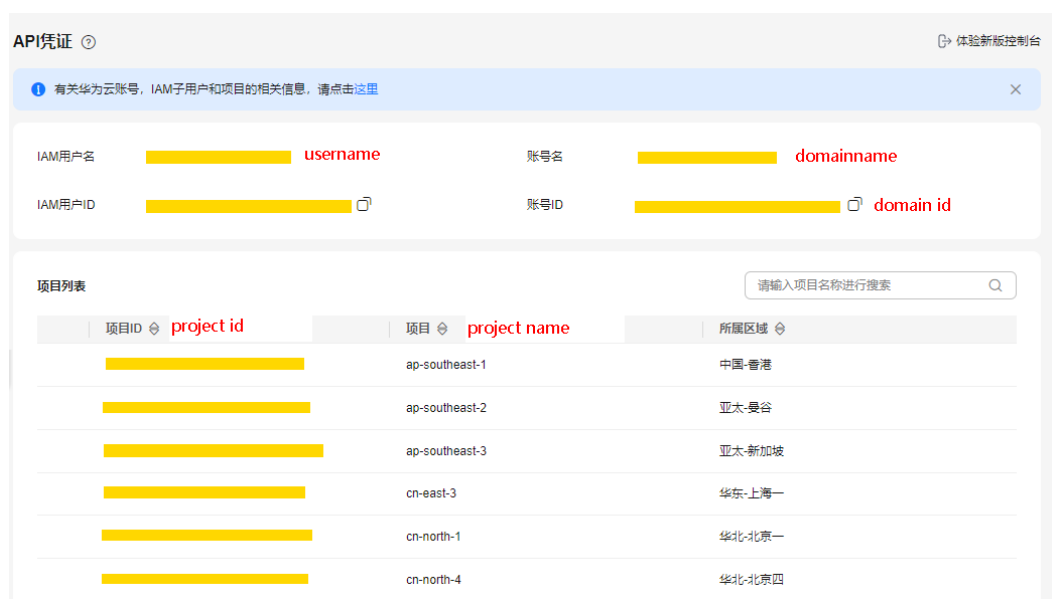 API凭证
体验新版控制台
有关华为云账号，IAM子用户和项目的相关信息，请点击这里
IAM用户名 username 账号名 domainname
IAM用户ID 账号ID domain id
项目列表 请输入项目名称进行搜索
项目ID project id 项目 project name 所属区域
ap-southeast-1 中国-香港
ap-southeast-2 亚太-曼谷
ap-southeast-3 亚太-新加坡
cn-east-3 华东-上海一
cn-north-1 华北-北京一
cn-north-4 华北-北京四